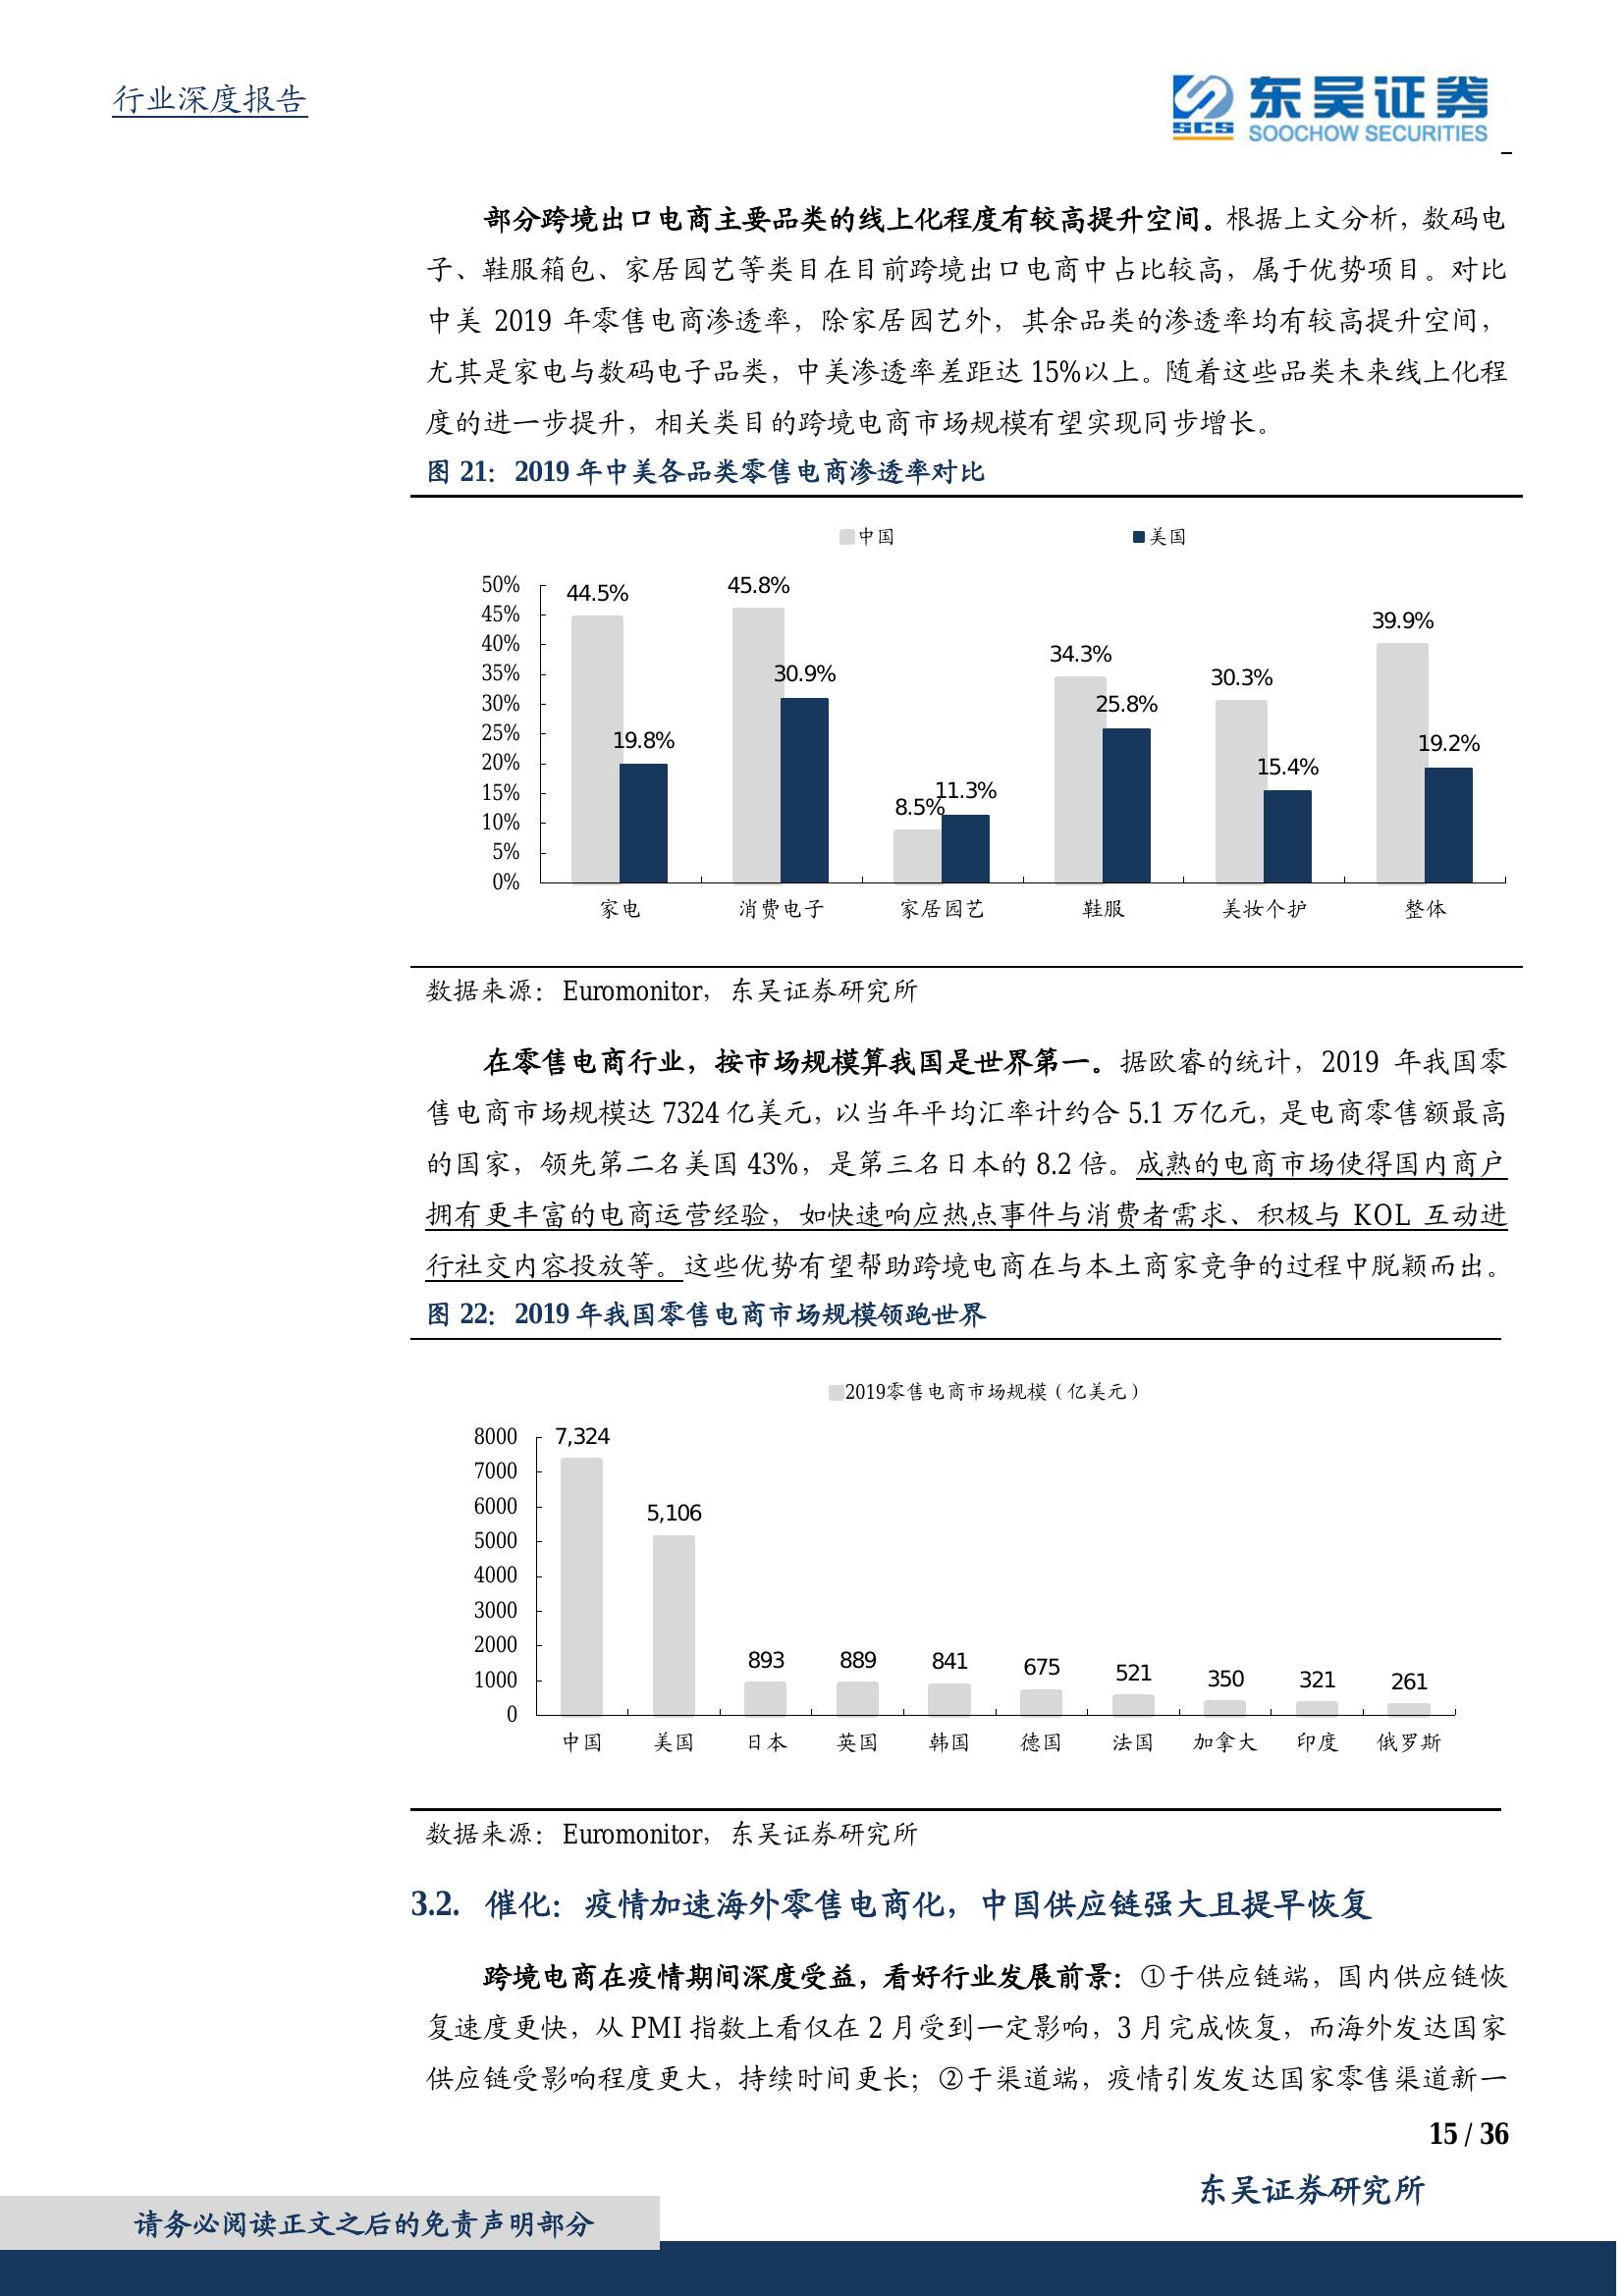 行业深度报告
东吴证券
SCS
SOOCHOW SECURITIES
部分跨境出口电商主要品类的线上化程度有较高提升空间。根据上文分析，数码电
子、鞋服箱包、家居园艺等类目在目前跨境出口电商中占比较高，属于优势项目。对比
中美 2019 年零售电商渗透率，除家居园艺外，其余品类的渗透率均有较高提升空间，
尤其是家电与数码电子品类，中美渗透率差距达 15%以上。随着这些品类未来线上化程
度的进一步提升，相关类目的跨境电商市场规模有望实现同步增长。
图 21：2019 年中美各品类零售电商渗透率对比
中国 美国
50%
45%
40%
35%
30%
25%
20%
15%
10%
5%
0%
44.5% 45.8% 8.5% 34.3% 30.3% 39.9%
19.8% 30.9% 11.3% 25.8% 15.4% 19.2%
家电 消费电子 家居园艺 鞋服 美妆个护 整体
数据来源：Euromonitor，东吴证券研究所
在零售电商行业，按市场规模算我国是世界第一。据欧睿的统计，2019 年我国零
售电商市场规模达 7324 亿美元，以当年平均汇率计约合 5.1 万亿元，是电商零售额最高
的国家，领先第二名美国 43%，是第三名日本的 8.2 倍。成熟的电商市场使得国内商户
拥有更丰富的电商运营经验，如快速响应热点事件与消费者需求、积极与 KOL 互动进
行社交内容投放等。这些优势有望帮助跨境电商在与本土商家竞争的过程中脱颖而出。
图 22：2019 年我国零售电商市场规模领跑世界
2019零售电商市场规模（亿美元）
8000
7000
6000
5000
4000
3000
2000
1000
0
7,324 5,106 893 889 841 675 521 350 321 261
中国 美国 日本 英国 韩国 德国 法国 加拿大 印度 俄罗斯
数据来源：Euromonitor，东吴证券研究所
3.2. 催化：疫情加速海外零售电商化，中国供应链强大且提早恢复
跨境电商在疫情期间深度受益，看好行业发展前景：①于供应链端，国内供应链恢
复速度更快，从 PMI 指数上看仅在 2 月受到一定影响，3 月完成恢复，而海外发达国家
供应链受影响程度更大，持续时间更长；②于渠道端，疫情引发发达国家零售渠道新一
15 / 36
东吴证券研究所
请务必阅读正文之后的免责声明部分